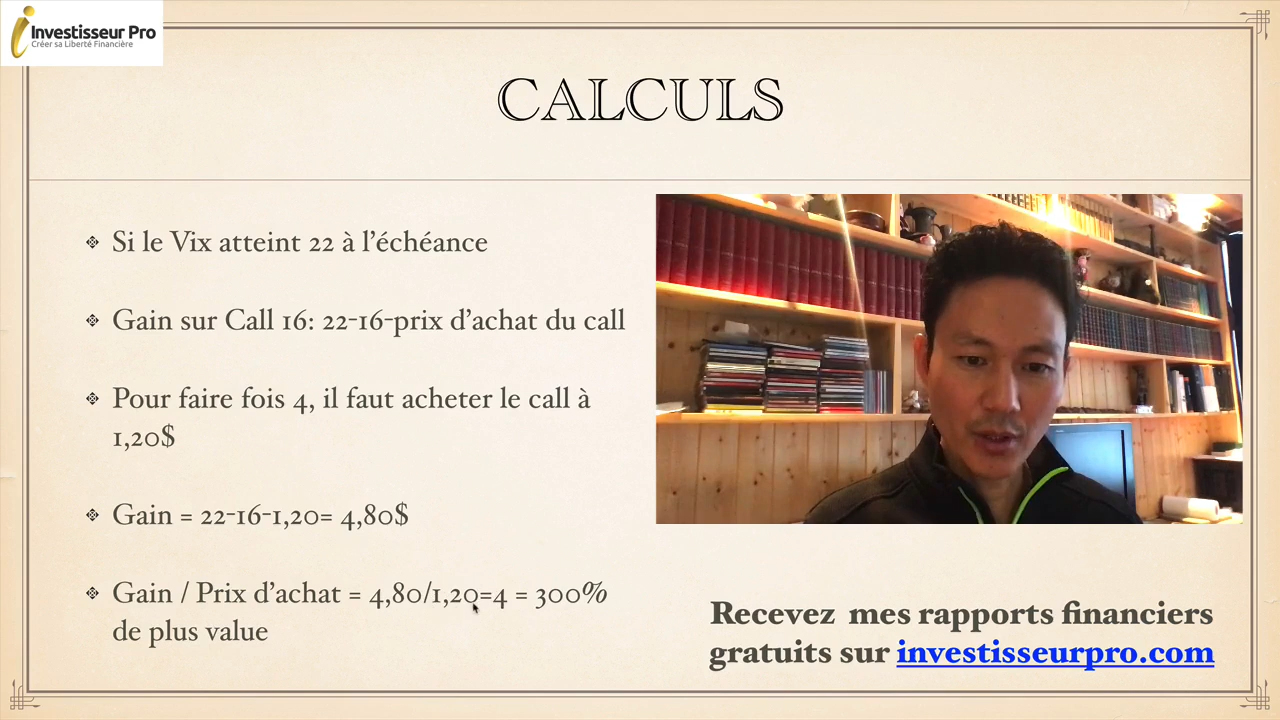 Investisseur Pro
Créer sa Liberté Financière
CALCULS
Si le Vix atteint 22 à l’échéance
Gain sur Call 16: 22-16-prix d’achat du call
Pour faire fois 4, il faut acheter le call à
1,20$
Gain = 22-16-1,20= 4,80$
Gain / Prix d’achat = 4,80/1,20=4 = 300%
de plus value
Recevez mes rapports financiers
gratuits sur investisseurpro.com